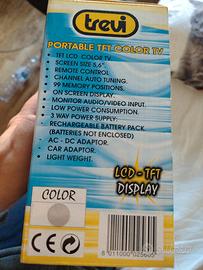 trevi
PORTABLE TFT COLOR TV
- TFT LCD COLOR TV
- SCREEN SIZE 5,6"
- REMOTE CONTROL
- CHANNEL AUTO TUNING.
- 99 MEMORY POSITIONS.
- ON SCREEN DISPLAY.
- MONITOR AUDIO/VIDEO INPUT.
- LOW POWER CONSUMPTION.
- 3 WAY POWER SUPPLY:
- RECHARGEABLE BATTERY PACK
(BATTERIES NOT ENCLOSED)
- AC - DC ADAPTOR.
- CAR ADAPTOR.
- LIGHT WEIGHT.
LCD - TFT
DISPLAY
COLOR
CE
8 011000 025605